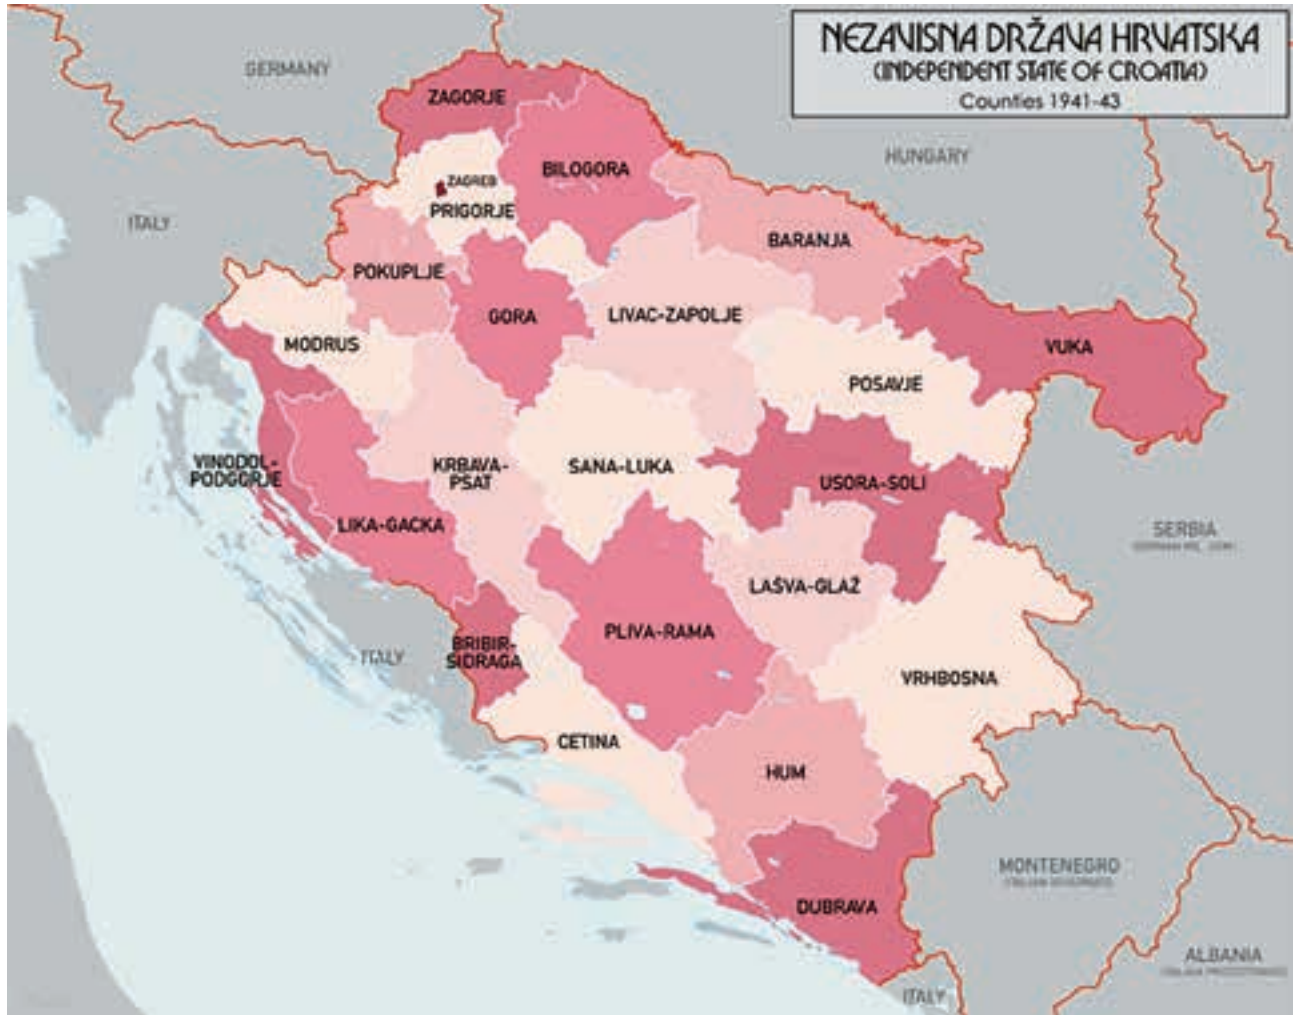 NEZAVISNA DRŽAVA HRVATSKA
(INDEPENDENT STATE OF CROATIA)
Counties 1941-43
GERMANY
ZAGORJE
HUNGARY
BILOGORA
ZAGREB
PRIGORJE
ITALY
BARANJA
POKUPLJE
GORA
LIVAC-ZAPOLJE
MODRUS
VUKA
POSAVJE
VINODOL-
PODGORJE
KRBAVA-
PSAT
SANA-LUKA
USORA-SOLI
LIKA-GACKA
SERBIA
LAŠVA-GLAŽ
PLIVA-RAMA
BRIBIR-
SIDRAGA
ITALY
VRHBOSNA
CETINA
HUM
MONTENEGRO
DUBRAVA
ALBANIA
ITALY